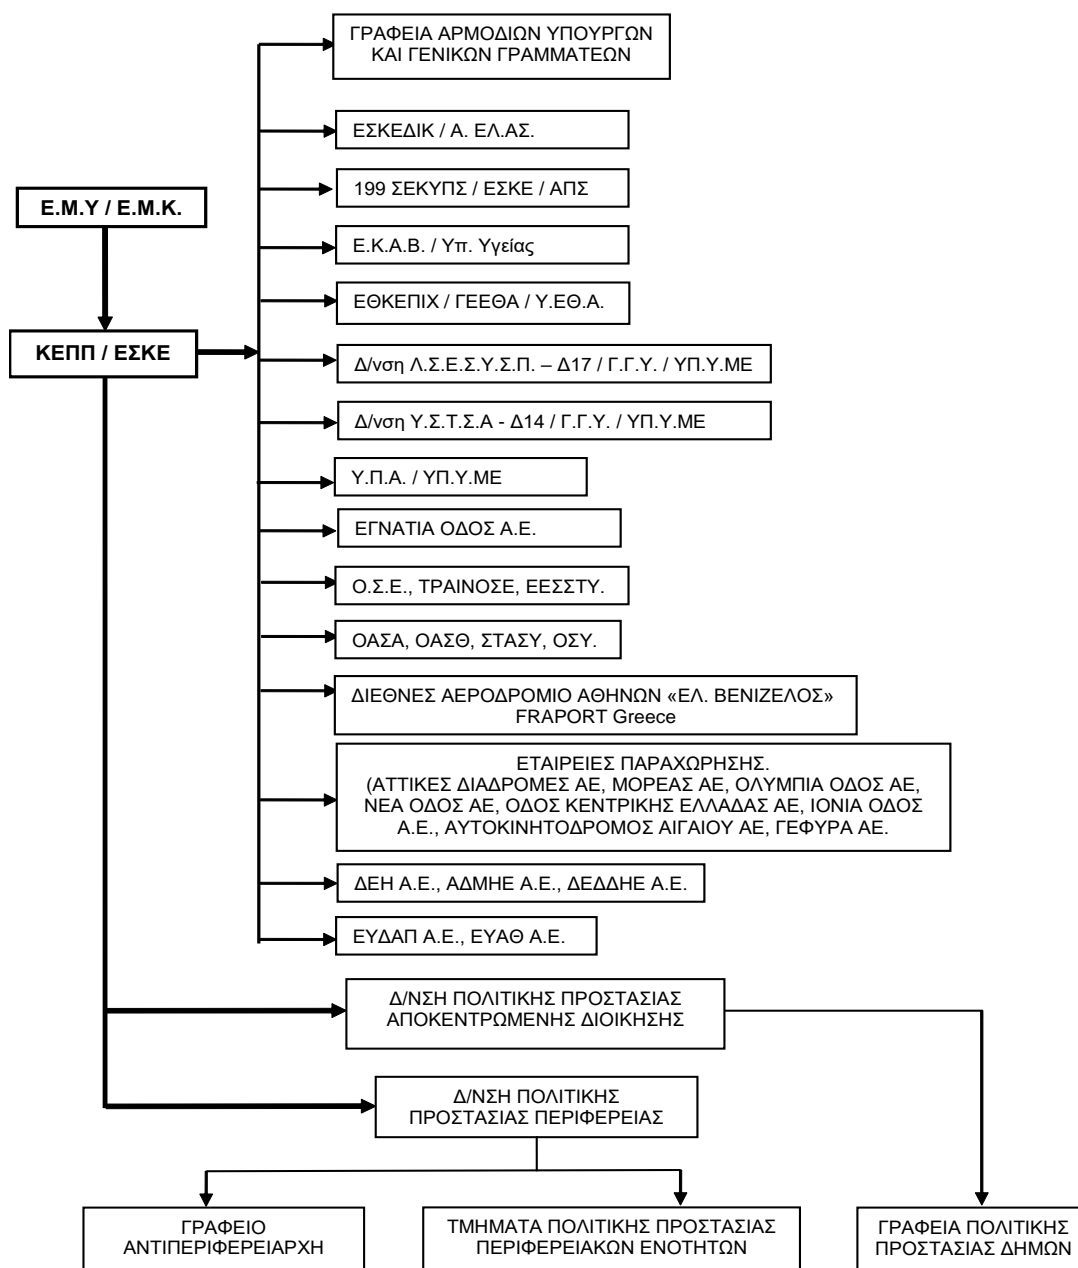 ΓΡΑΦΕΙΑ ΑΡΜΟΔΙΩΝ ΥΠΟΥΡΓΩΝ
ΚΑΙ ΓΕΝΙΚΩΝ ΓΡΑΜΜΑΤΕΩΝ
ΕΣΚΕΔΙΚ / Α. ΕΛ.ΑΣ.
199 ΣΕΚΥΠΣ / ΕΣΚΕ / ΑΠΣ
Ε.Μ.Υ / Ε.Μ.Κ.
Ε.Κ.Α.Β. / Υπ. Υγείας
ΕΘΚΕΠΙΧ / ΓΕΕΘΑ / Υ.ΕΘ.Α.
ΚΕΠΠ / ΕΣΚΕ
Δ/νση Λ.Σ.Ε.Σ.Υ.Σ.Π. – Δ17 / Γ.Γ.Υ. / ΥΠ.Υ.ΜΕ
Δ/νση Υ.Σ.Τ.Σ.Α - Δ14 / Γ.Γ.Υ. / ΥΠ.Υ.ΜΕ
Υ.Π.Α. / ΥΠ.Υ.ΜΕ
ΕΓΝΑΤΙΑ ΟΔΟΣ Α.Ε.
Ο.Σ.Ε., ΤΡΑΙΝΟΣΕ, ΕΕΣΣΤΥ.
ΟΑΣΑ, ΟΑΣΘ, ΣΤΑΣΥ, ΟΣΥ.
ΔΙΕΘΝΕΣ ΑΕΡΟΔΡΟΜΙΟ ΑΘΗΝΩΝ «ΕΛ. ΒΕΝΙΖΕΛΟΣ»
FRAPORT Greece
ΕΤΑΙΡΕΙΕΣ ΠΑΡΑΧΩΡΗΣΗΣ.
(ΑΤΤΙΚΕΣ ΔΙΑΔΡΟΜΕΣ ΑΕ, ΜΟΡΕΑΣ ΑΕ, ΟΛΥΜΠΙΑ ΟΔΟΣ ΑΕ,
ΝΕΑ ΟΔΟΣ ΑΕ, ΟΔΟΣ ΚΕΝΤΡΙΚΗΣ ΕΛΛΑΔΑΣ ΑΕ, ΙΟΝΙΑ ΟΔΟΣ
Α.Ε., ΑΥΤΟΚΙΝΗΤΟΔΡΟΜΟΣ ΑΙΓΑΙΟΥ ΑΕ, ΓΕΦΥΡΑ ΑΕ.
ΔΕΗ Α.Ε., ΑΔΜΗΕ Α.Ε., ΔΕΔΔΗΕ Α.Ε.
ΕΥΔΑΠ Α.Ε., ΕΥΑΘ Α.Ε.
Δ/ΝΣΗ ΠΟΛΙΤΙΚΗΣ ΠΡΟΣΤΑΣΙΑΣ
ΑΠΟΚΕΝΤΡΩΜΕΝΗΣ ΔΙΟΙΚΗΣΗΣ
Δ/ΝΣΗ ΠΟΛΙΤΙΚΗΣ
ΠΡΟΣΤΑΣΙΑΣ ΠΕΡΙΦΕΡΕΙΑΣ
ΓΡΑΦΕΙΟ
ΑΝΤΙΠΕΡΙΦΕΡΕΙΑΡΧΗ
ΤΜΗΜΑΤΑ ΠΟΛΙΤΙΚΗΣ ΠΡΟΣΤΑΣΙΑΣ
ΠΕΡΙΦΕΡΕΙΑΚΩΝ ΕΝΟΤΗΤΩΝ
ΓΡΑΦΕΙΑ ΠΟΛΙΤΙΚΗΣ
ΠΡΟΣΤΑΣΙΑΣ ΔΗΜΩΝ